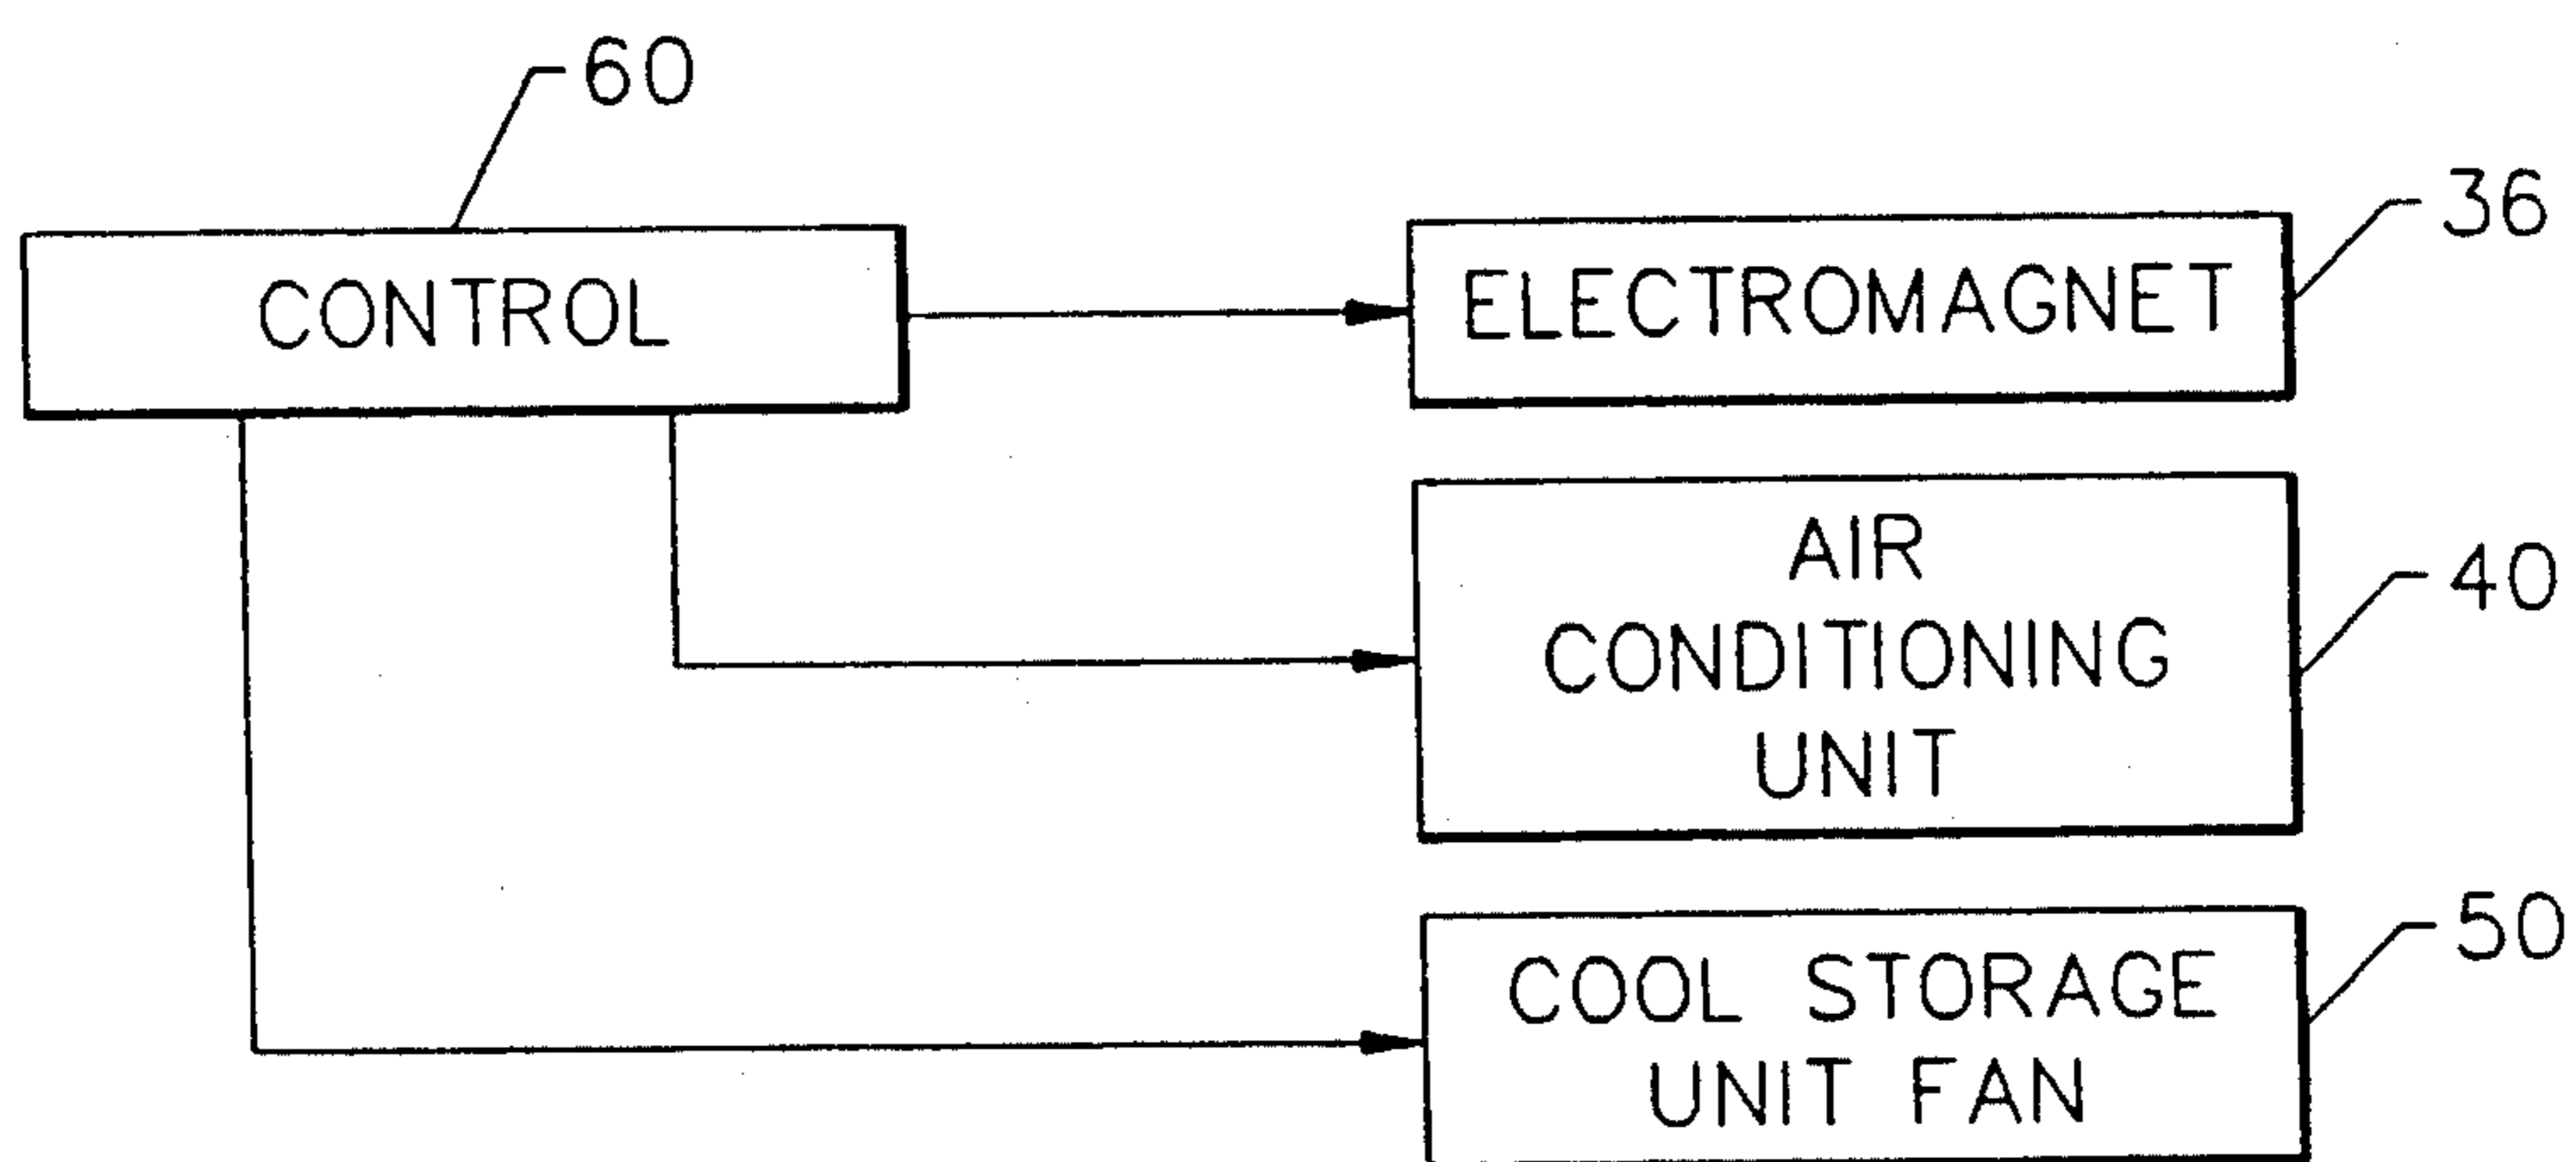 60
CONTROL
36
ELECTROMAGNET
AIR
CONDITIONING
UNIT
40
COOL STORAGE
UNIT FAN
50